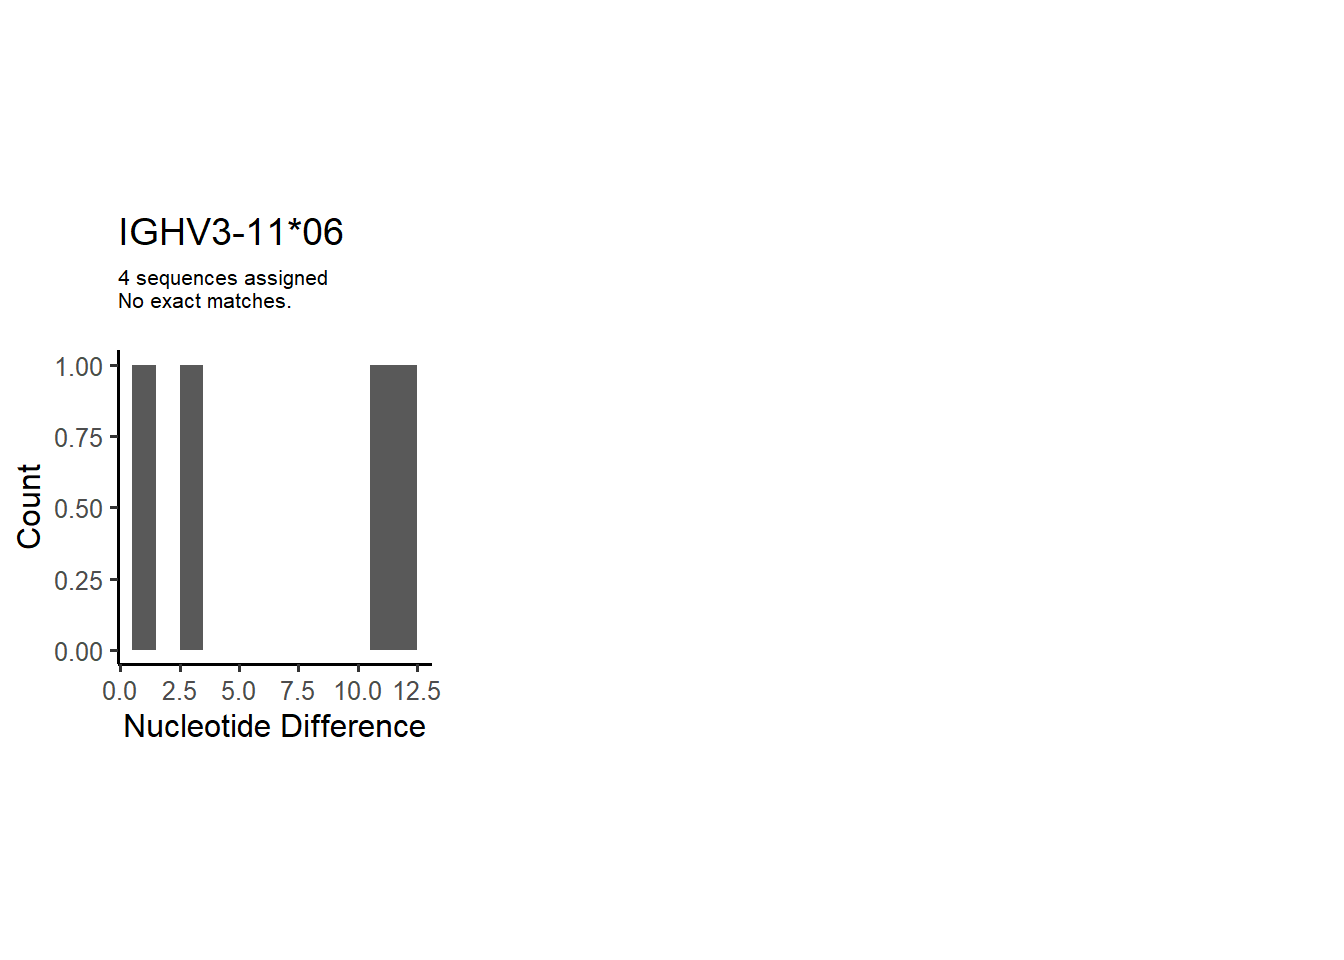 IGHV3-11*06
4 sequences assigned
No exact matches.
1.00
0.75
0.50
0.25
0.00
Count
0.0 2.5 5.0 7.5 10.0 12.5
Nucleotide Difference